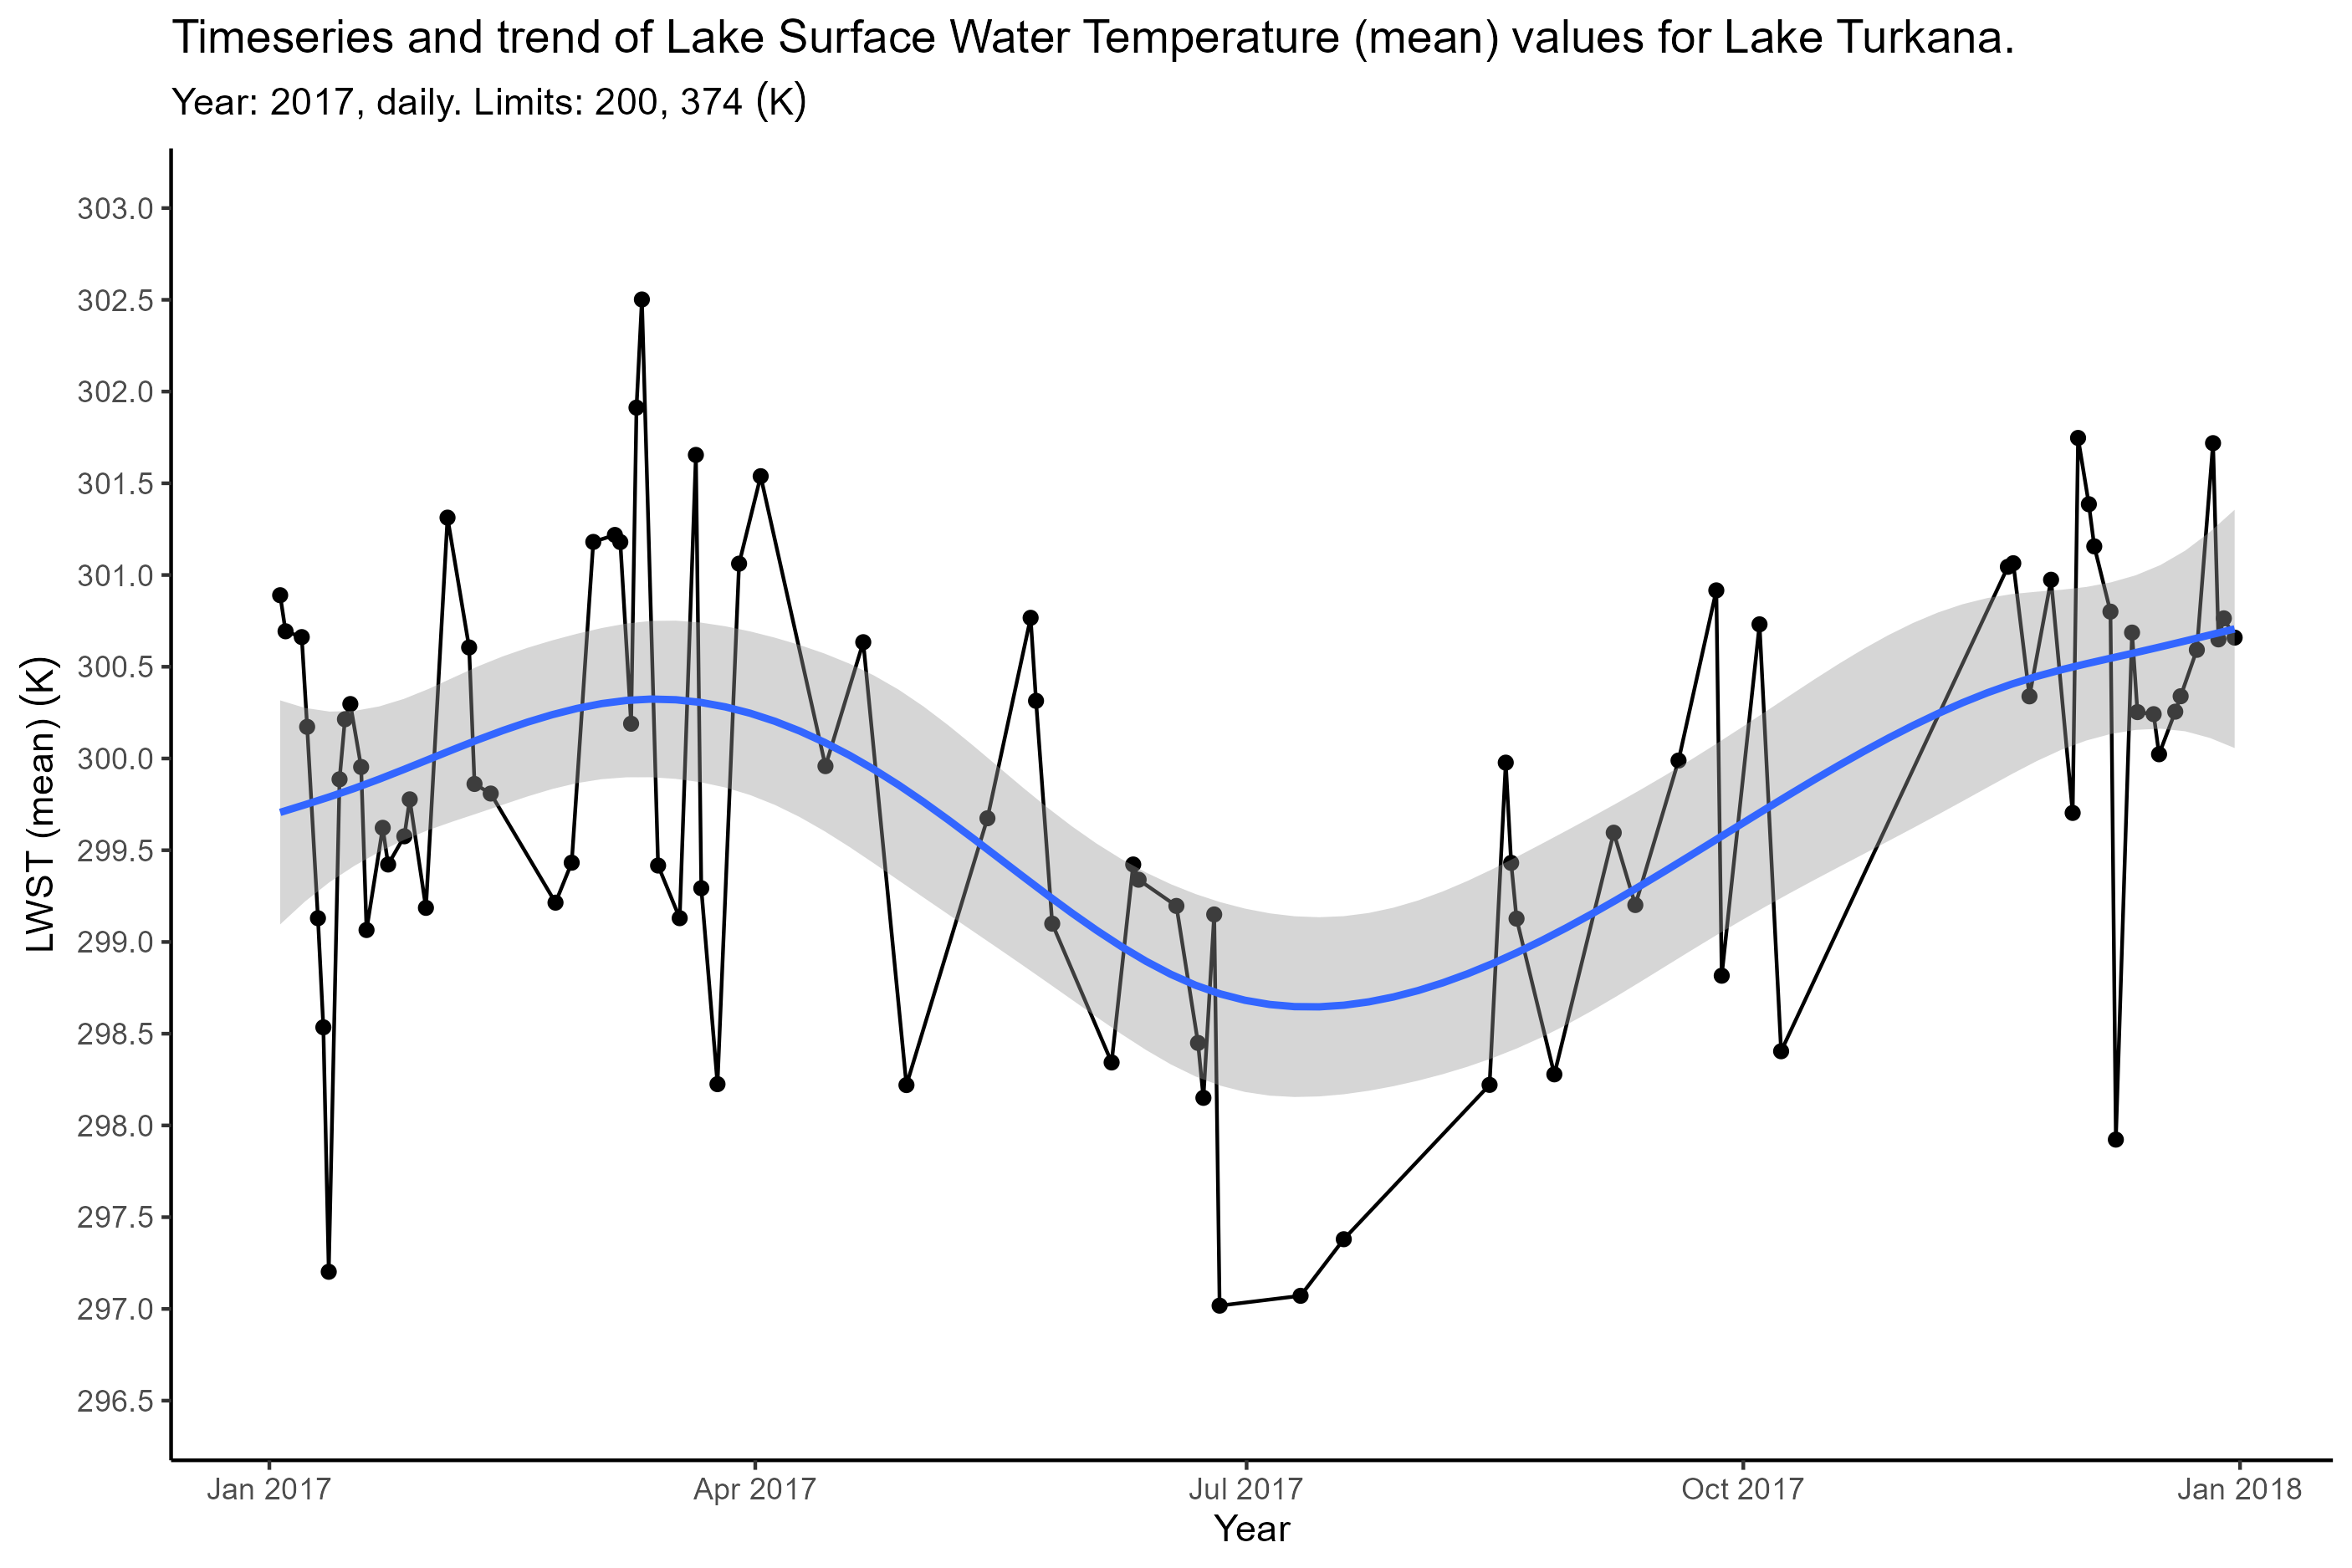 Timeseries and trend of Lake Surface Water Temperature (mean) values for Lake Turkana.
Year: 2017, daily. Limits: 200, 374 (K)
LWST (mean) (K)
303.0
302.5
302.0
301.5
301.0
300.5
300.0
299.5
299.0
298.5
298.0
297.5
297.0
296.5
Jan 2017 Apr 2017 Jul 2017 Oct 2017 Jan 2018
Year